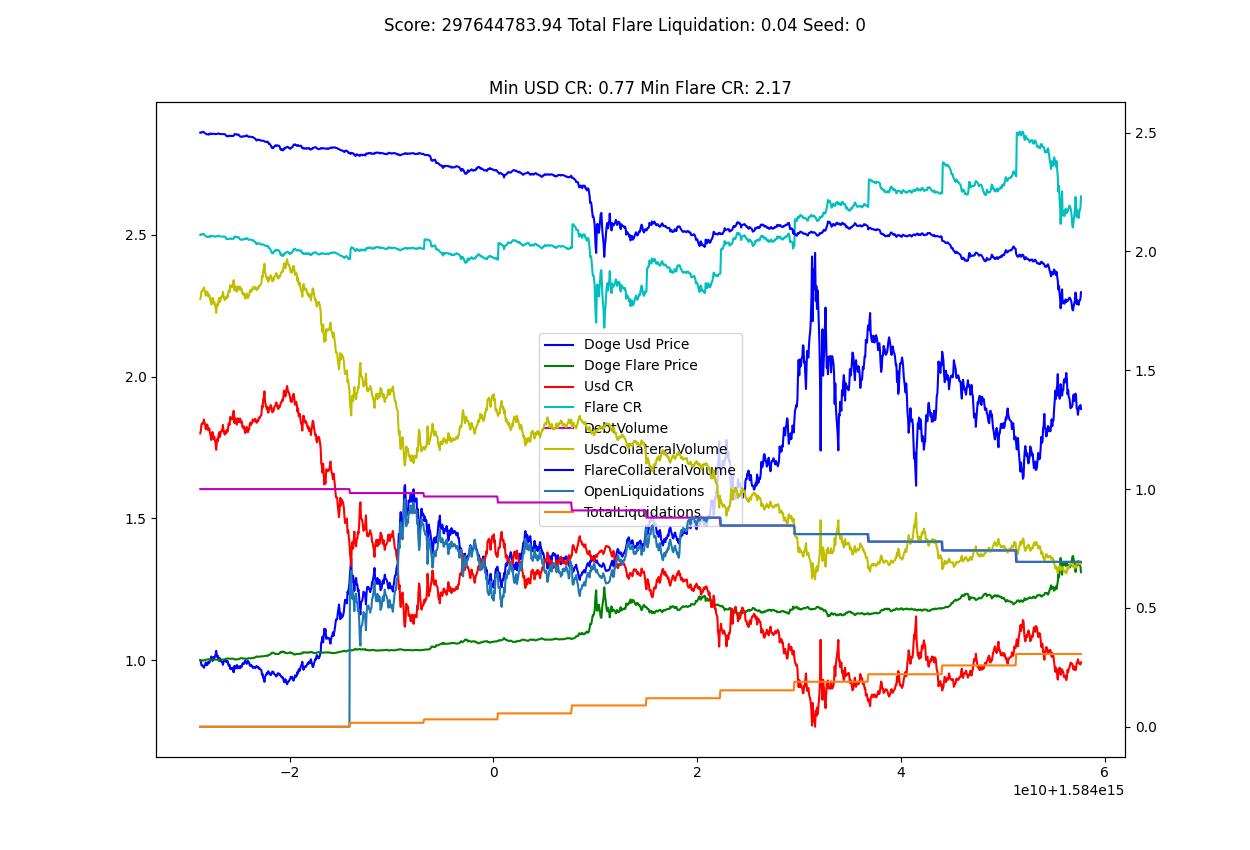 Score: 297644783.94 Total Flare Liquidation: 0.04 Seed: 0
Min USD CR: 0.77 Min Flare CR: 2.17
2.5
2.0
1.5
1.0
2.5
2.0
1.5
1.0
0.5
0.0
Doge Usd Price
Doge Flare Price
Usd CR
Flare CR
DebtVolume
UsdCollateralVolume
FlareCollateralVolume
OpenLiquidations
TotalLiquidations
−2
0
2
4
6
1e10+1.584e15